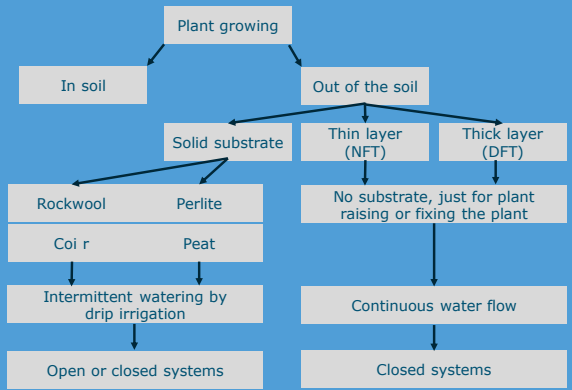 Plant growing
In soil
Out of the soil
Solid substrate
Thin layer
(NFT)
Thick layer
(DFT)
Rockwool
Perlite
No substrate, just for plant
raising or fixing the plant
Coi r
Peat
Intermittent watering by
drip irrigation
Continuous water flow
Open or closed systems
Closed systems